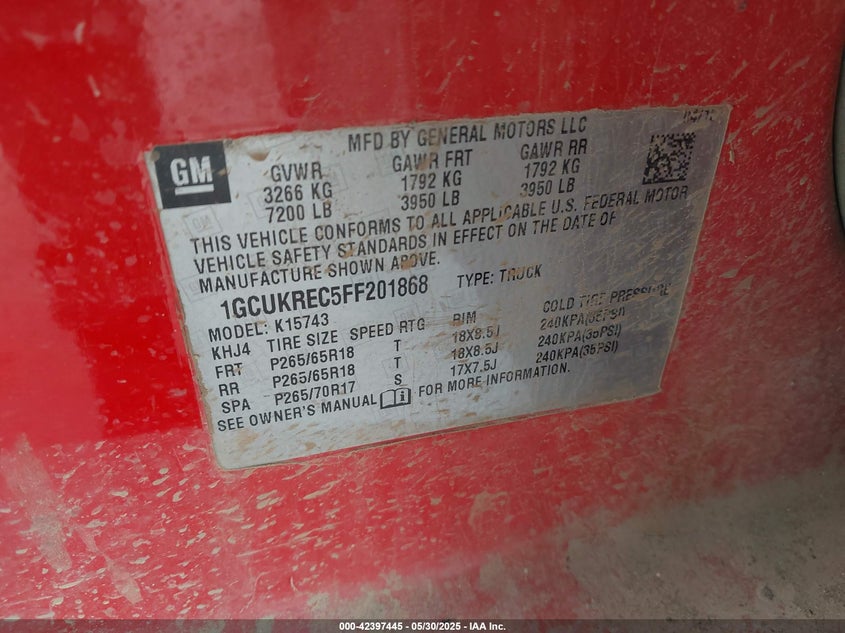 MFD BY GENERAL MOTORS LLC
GM
GVWR GAWR FRT GAWR RR
3266 KG 1792 KG 1792 KG
7200 LB 3950 LB 3950 LB
THIS VEHICLE CONFORMS TO ALL APPLICABLE U.S. FEDERAL MOTOR
VEHICLE SAFETY STANDARDS IN EFFECT ON THE DATE OF
MANUFACTURE SHOWN ABOVE.
1GCUKREC5FF201868 TYPE: TRUCK
MODEL: K15743
KHJ4 TIRE SIZE SPEED RTG RIM COLD TIRE PRESSURE
FRT P265/65R18 T 18X8.5J 240KPA(35PSI)
RR P265/65R18 T 18X8.5J 240KPA(35PSI)
SPA P265/70R17 S 17X7.5J 240KPA(35PSI)
SEE OWNER'S MANUAL FOR MORE INFORMATION.
000-42397445 - 05/30/2025 - IAA Inc.